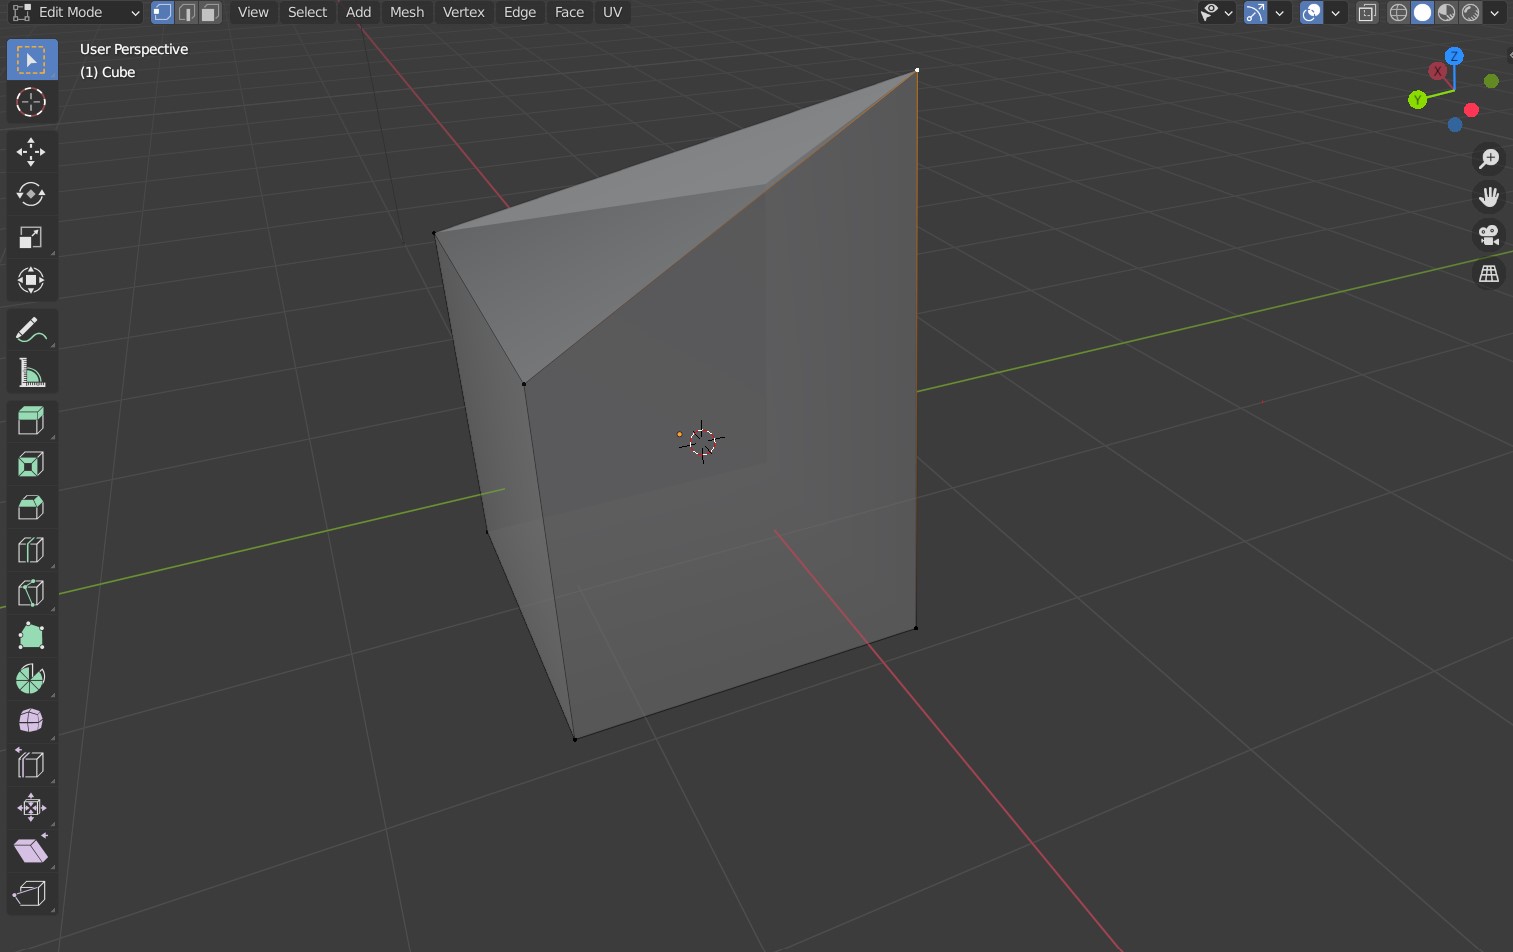 Edit Mode View Select Add Mesh Vertex Edge Face UV
User Perspective
(1) Cube
Z
X
Y